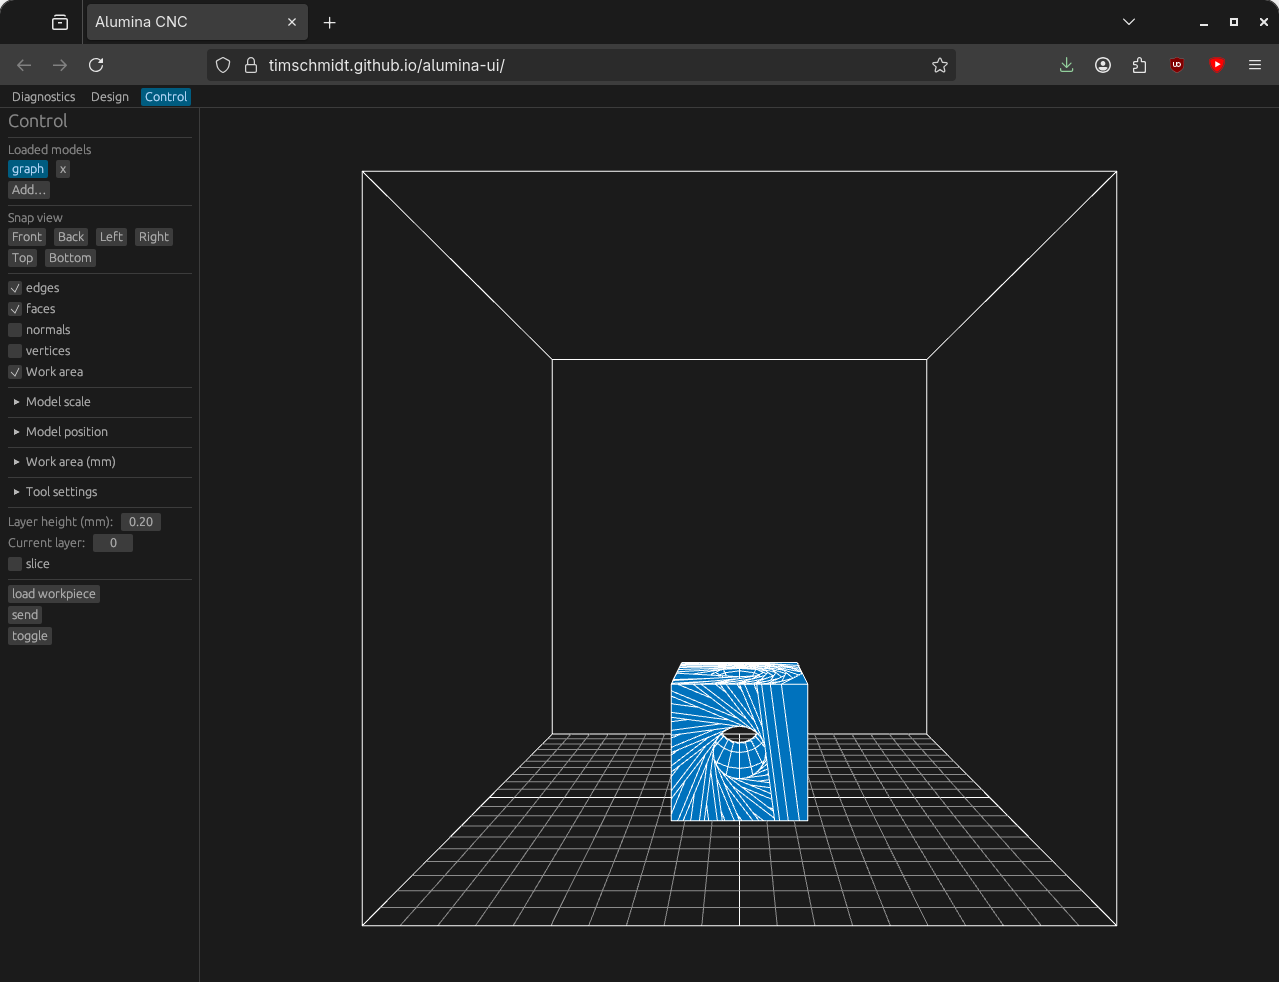 Alumina CNC
timschmidt.github.io/alumina-ui/
Diagnostics Design Control
Control
Loaded models
graph x
Add...
Snap view
Front Back Left Right
Top Bottom
edges
faces
normals
vertices
Work area
Model scale
Model position
Work area (mm)
Tool settings
Layer height (mm): 0.20
Current layer: 0
slice
load workpiece
send
toggle